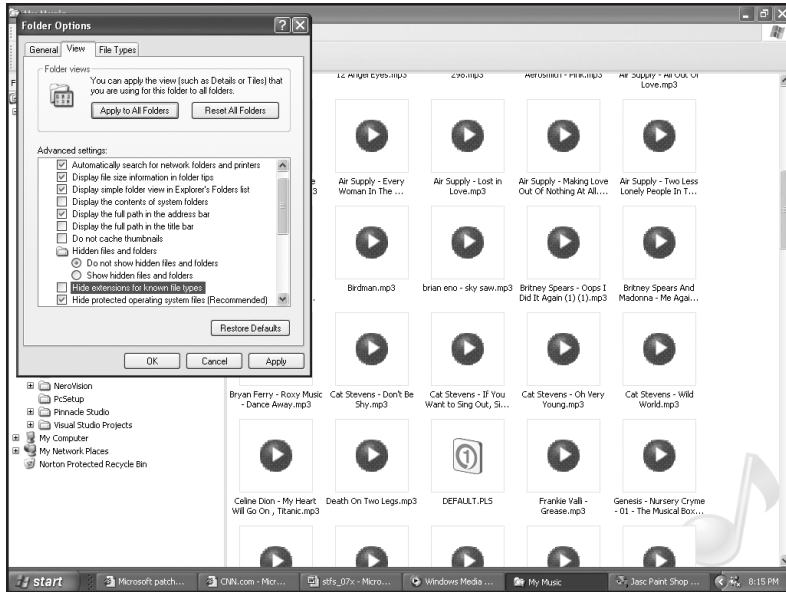 My Music
Folder Options
General
View
File Types
Folder views
You can apply the view (such as Details or Tiles) that
you are using for this folder to all folders.
Apply to All Folders
Reset All Folders
Advanced settings:
Automatically search for network folders and printers
Display file size information in folder tips
Display simple folder view in Explorer's Folders list
Display the contents of system folders
Display the full path in the address bar
Display the full path in the title bar
Do not cache thumbnails
Hidden files and folders
Do not show hidden files and folders
Show hidden files and folders
Hide extensions for known file types
Hide protected operating system files (Recommended)
Restore Defaults
OK
Cancel
Apply
NeroVision
PcSetup
Pinnacle Studio
Visual Studio Projects
My Computer
My Network Places
Norton Protected Recycle Bin
12 Angel Eyes.mp3
298.mp3
Aerosmith - Pink.mp3
Air Supply - All Out Of
Love.mp3
Air Supply - Every
Woman In The ...
Air Supply - Lost in
Love.mp3
Air Supply - Making Love
Out Of Nothing At All....
Air Supply - Two Less
Lonely People In T...
Birdman.mp3
brian eno - sky saw.mp3
Britney Spears - Oops I
Did It Again (1) (1).mp3
Britney Spears And
Madonna - Me Agai...
Bryan Ferry - Roxy Music
- Dance Away.mp3
Cat Stevens - Don't Be
Shy.mp3
Cat Stevens - If You
Want to Sing Out, Si...
Cat Stevens - Oh Very
Young.mp3
Cat Stevens - Wild
World.mp3
Celine Dion - My Heart
Will Go On , Titanic.mp3
Death On Two Legs.mp3
DEFAULT.PLS
Frankie Valli -
Grease.mp3
Genesis - Nursery Cryme
- 01 - The Musical Box...
start
Microsoft patch...
CNN.com - Micr...
stfs_07x - Micro...
Windows Media ...
My Music
Jasc Paint Shop ...
8:15 PM